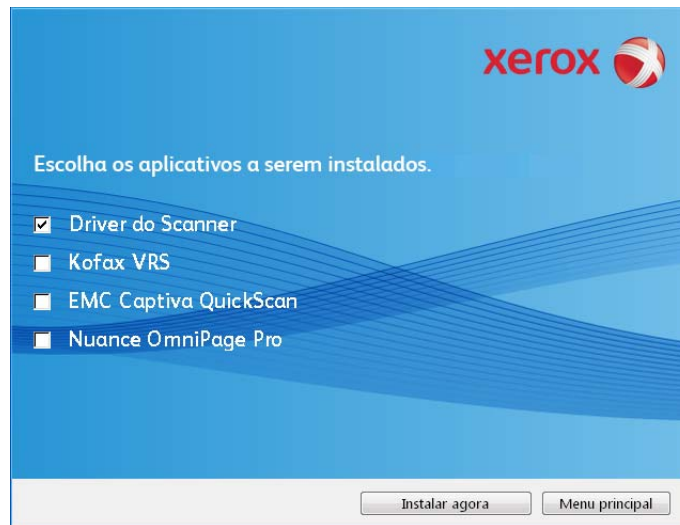 xerox
Escolha os aplicativos a serem instalados.
Driver do Scanner
Kofax VRS
EMC Captiva QuickScan
Nuance OmniPage Pro
Instalar agora Menu principal